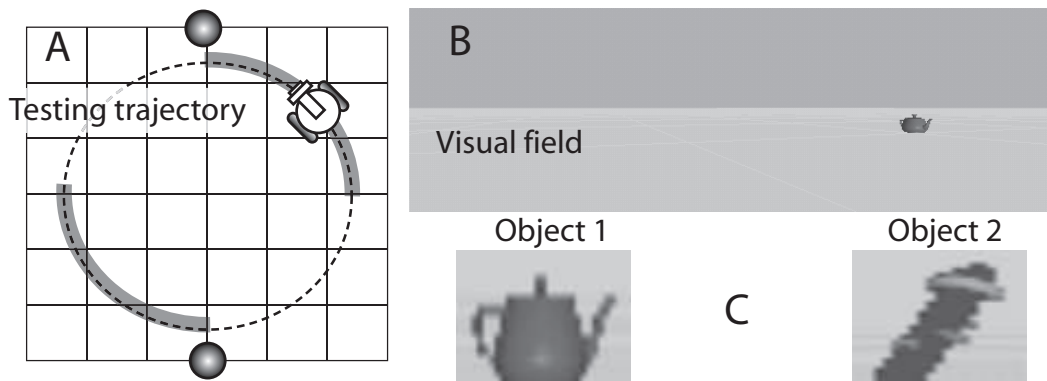 A
Testing trajectory
B
Visual field
Object 1
Object 2
C